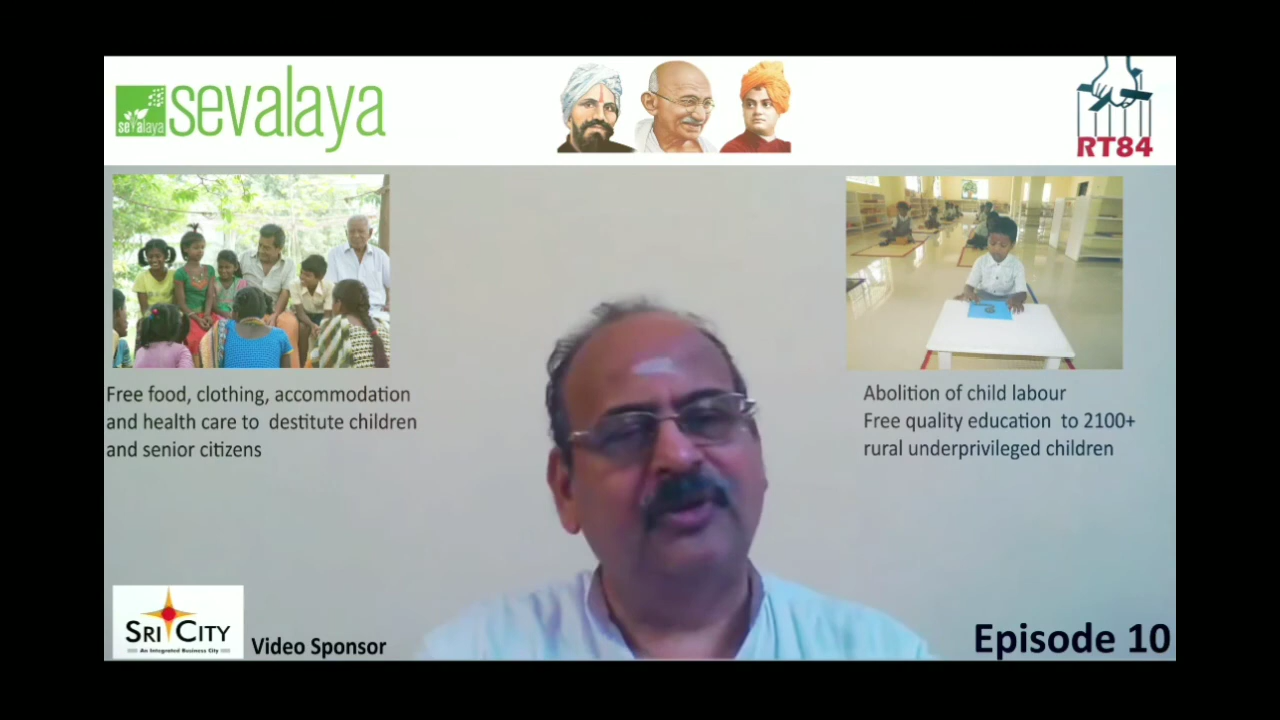 sevalaya
sevalaya
RT84
Free food, clothing, accommodation
and health care to destitute children
and senior citizens
Abolition of child labour
Free quality education to 2100+
rural underprivileged children
SRI CITY
An Integrated Business City
Video Sponsor
Episode 10